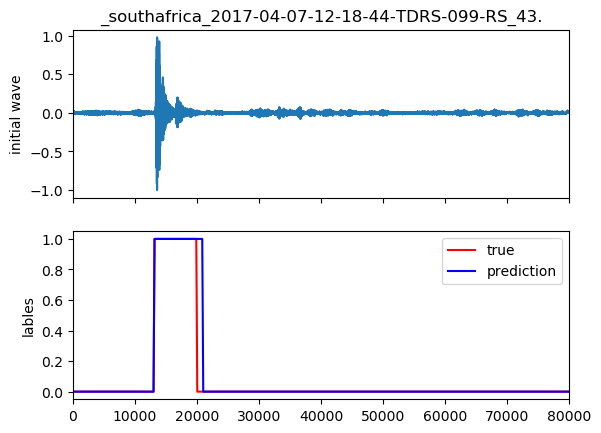 _southafrica_2017-04-07-12-18-44-TDRS-099-RS_43.
1.0
0.5
0.0
−0.5
−1.0
initial wave
1.0
0.8
0.6
0.4
0.2
0.0
lables
true
prediction
0 10000 20000 30000 40000 50000 60000 70000 80000